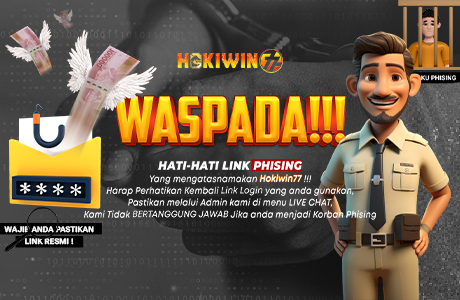 HOKIWIN77
KU PHISING
WASPADA!!!
HATI-HATI LINK PHISING
Yang mengatasnamakan Hokiwin77 !!!
Harap Perhatikan Kembali Link Login yang anda gunakan,
Pastikan melalui Admin kami di menu LIVE CHAT,
Kami Tidak BERTANGGUNG JAWAB Jika anda menjadi Korban Phising
****
WAJIB ANDA PASTIKAN
LINK RESMI !